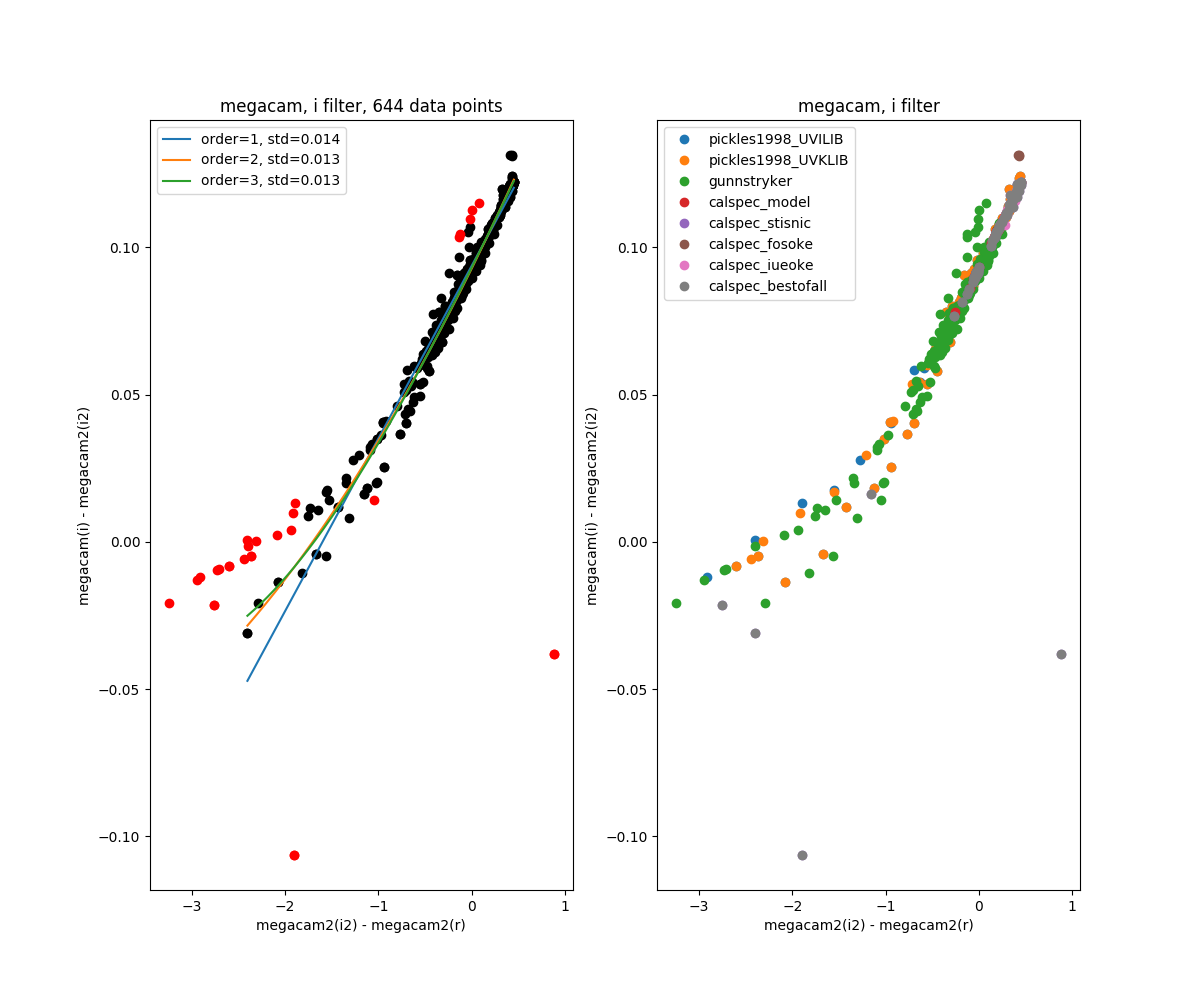 megacam, i filter, 644 data points
order=1, std=0.014
order=2, std=0.013
order=3, std=0.013
0.10
0.05
0.00
−0.05
−0.10
megacam(i) - megacam2(i2)
−3
−2
−1
0
1
megacam2(i2) - megacam2(r)
megacam, i filter
pickles1998_UVILIB
pickles1998_UVKLIB
gunnstryker
calspec_model
calspec_stisnic
calspec_fosoke
calspec_iueoke
calspec_bestofall
0.10
0.05
0.00
−0.05
−0.10
megacam(i) - megacam2(i2)
−3
−2
−1
0
1
megacam2(i2) - megacam2(r)